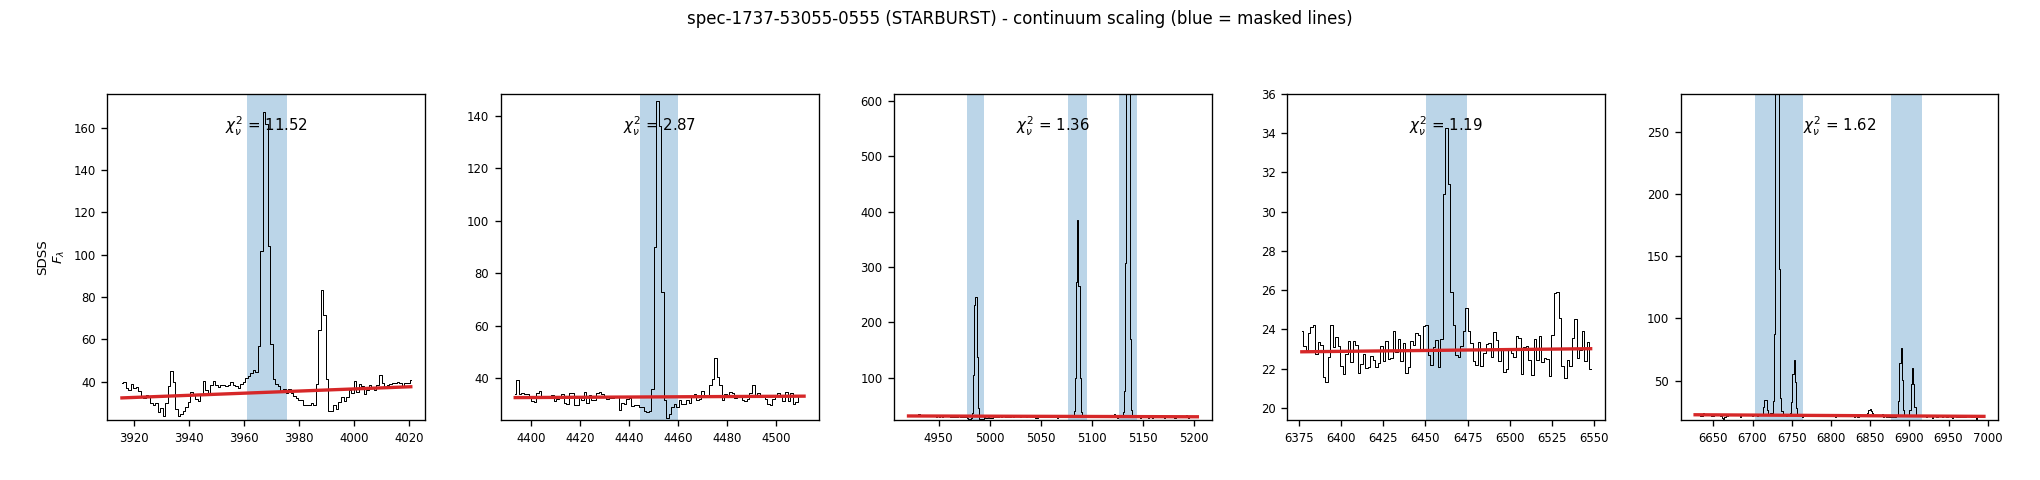 spec-1737-53055-0555 (STARBURST) - continuum scaling (blue = masked lines)
SDSS
F_λ
χ²_ν = 11.52
160
140
120
100
80
60
40
3920 3940 3960 3980 4000 4020
χ²_ν = 2.87
140
120
100
80
60
40
4400 4420 4440 4460 4480 4500
χ²_ν = 1.36
600
500
400
300
200
100
4950 5000 5050 5100 5150 5200
χ²_ν = 1.19
36
34
32
30
28
26
24
22
20
6375 6400 6425 6450 6475 6500 6525 6550
χ²_ν = 1.62
250
200
150
100
50
6650 6700 6750 6800 6850 6900 6950 7000